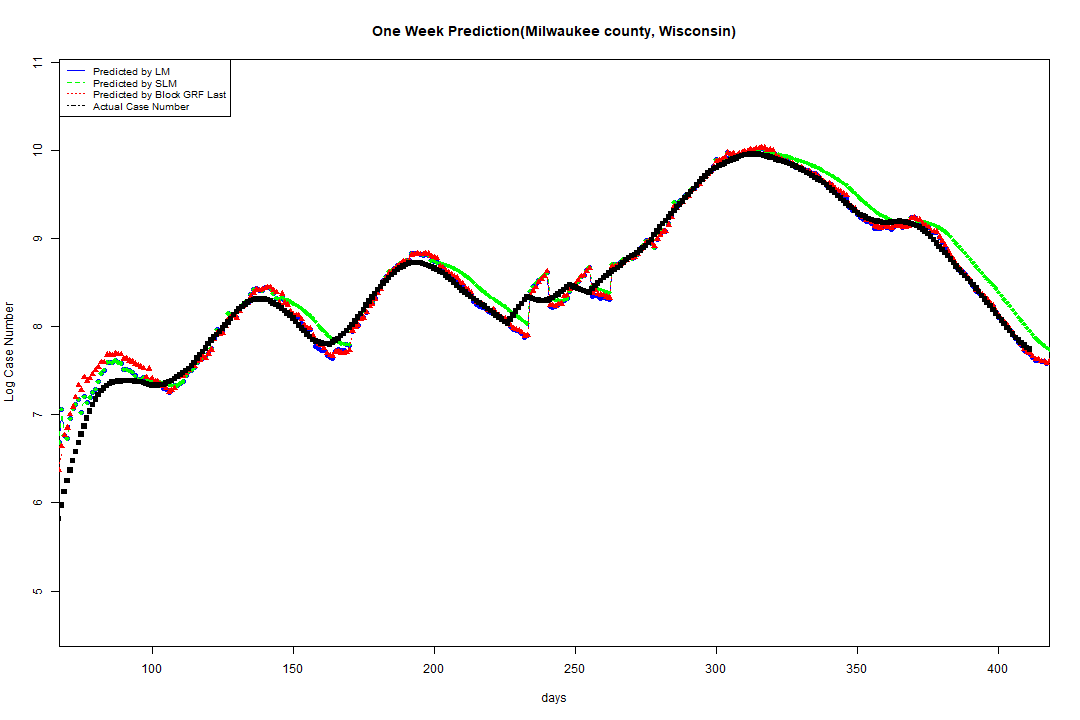 One Week Prediction(Milwaukee county, Wisconsin)
Predicted by LM
Predicted by SLM
Predicted by Block GRF Last
Actual Case Number
11
10
9
8
7
6
5
Log Case Number
100 150 200 250 300 350 400
days